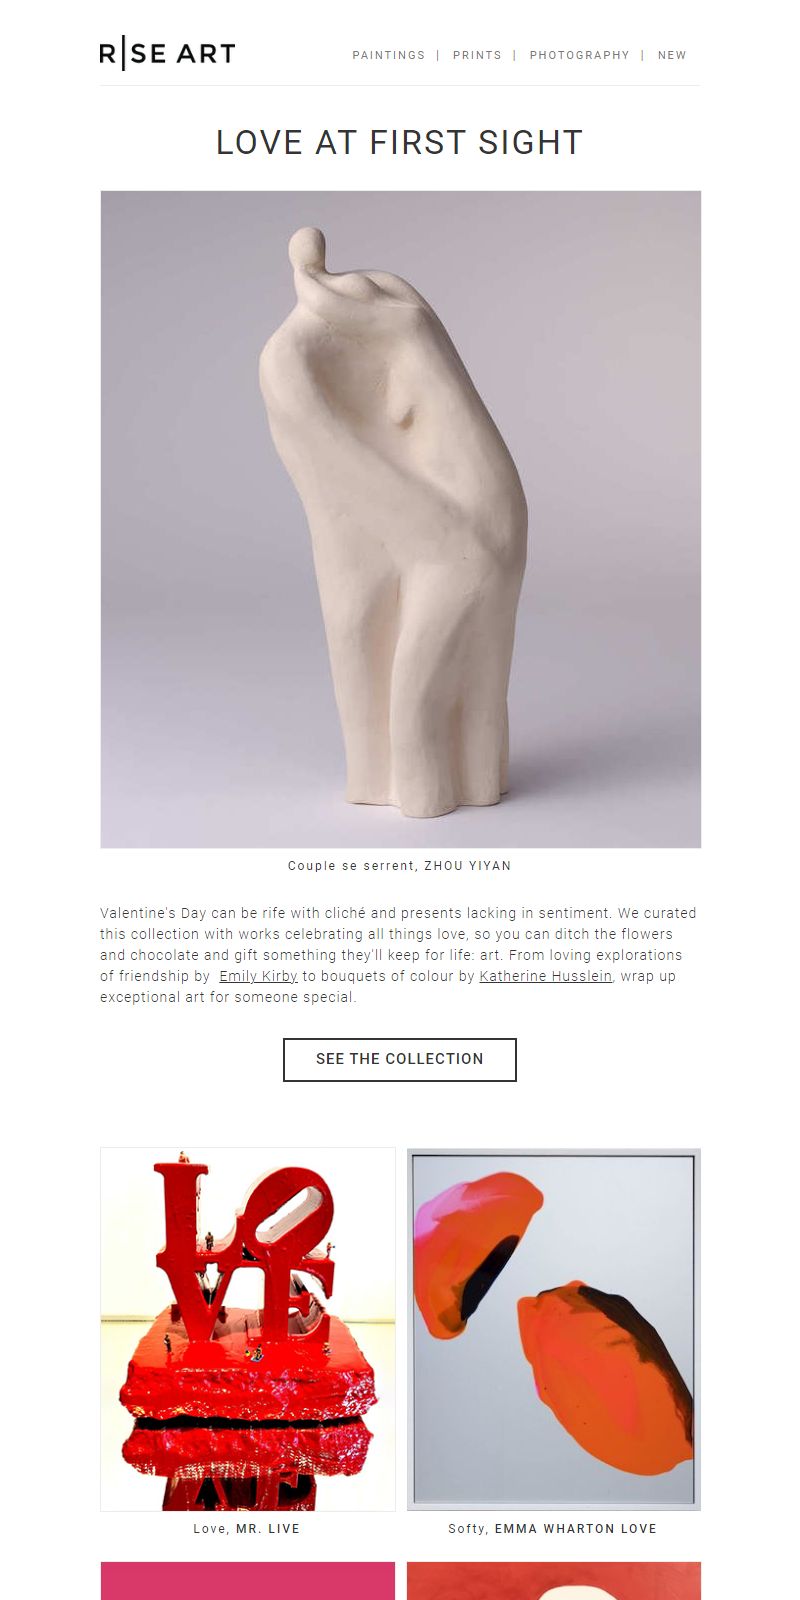 R|SE ART
PAINTINGS | PRINTS | PHOTOGRAPHY | NEW
LOVE AT FIRST SIGHT
Couple se serrent, ZHOU YIYAN
Valentine's Day can be rife with cliché and presents lacking in sentiment. We curated
this collection with works celebrating all things love, so you can ditch the flowers
and chocolate and gift something they'll keep for life: art. From loving explorations
of friendship by Emily Kirby to bouquets of colour by Katherine Husslein, wrap up
exceptional art for someone special.
SEE THE COLLECTION
LO
VE
Love, MR. LIVE
Softy, EMMA WHARTON LOVE